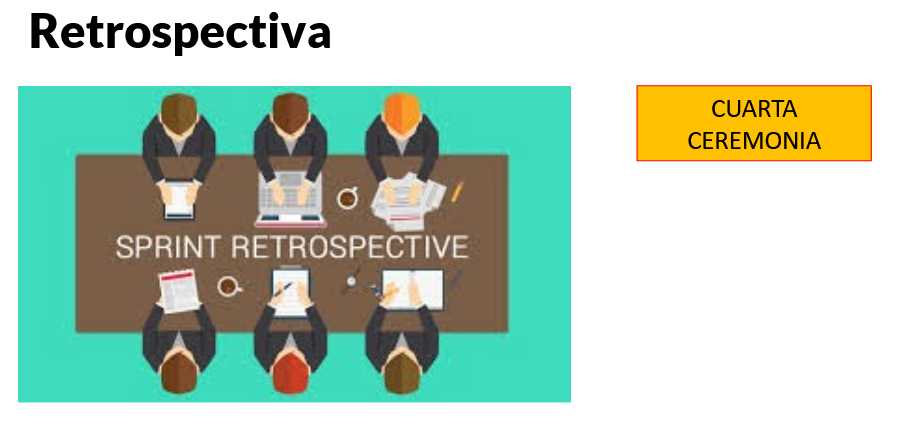 Retrospectiva
CUARTA
CEREMONIA
SPRINT RETROSPECTIVE